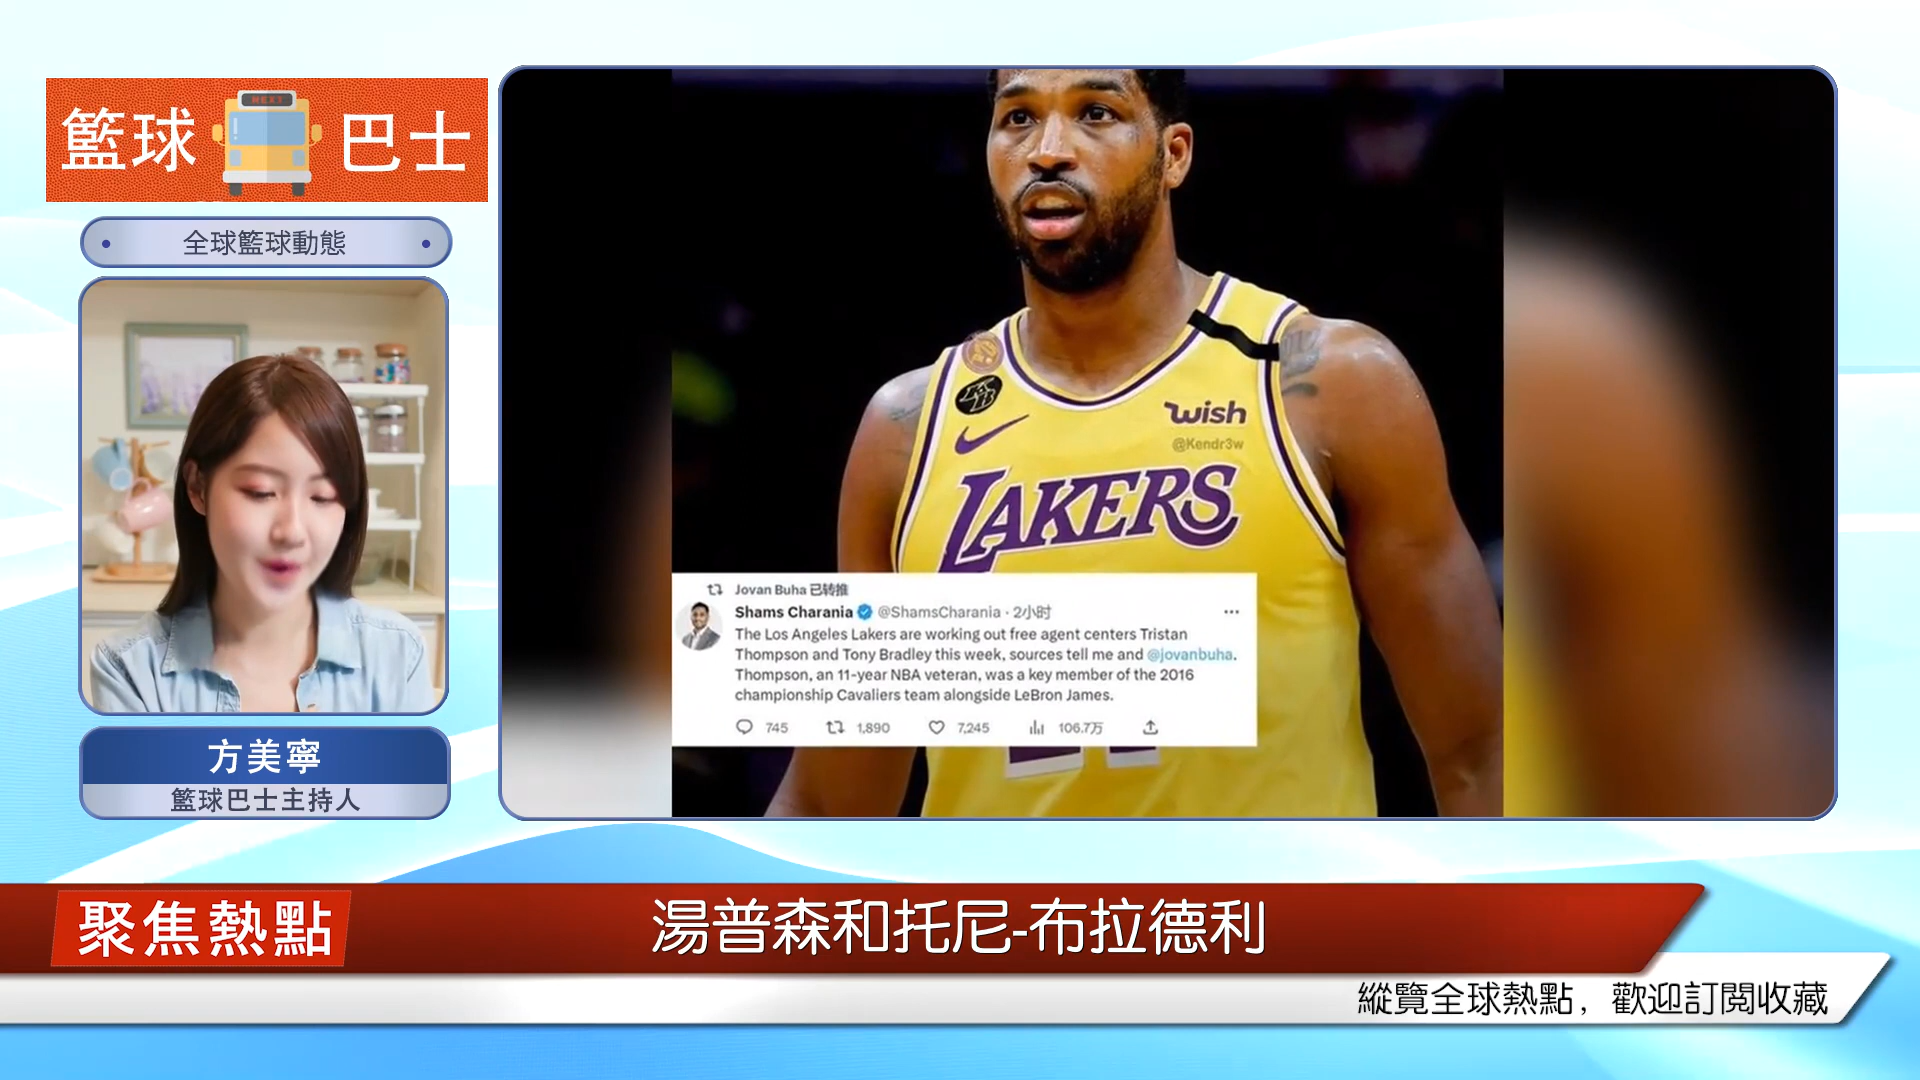 籃球 巴士
NEXT
全球籃球動態
方美寧
籃球巴士主持人
KLB
wish
@Kendr3w
LAKERS
Jovan Buha 已转推
Shams Charania @ShamsCharania · 2小时
The Los Angeles Lakers are working out free agent centers Tristan
Thompson and Tony Bradley this week, sources tell me and @jovanbuha.
Thompson, an 11-year NBA veteran, was a key member of the 2016
championship Cavaliers team alongside LeBron James.
745 1,890 7,245 106.7万
聚焦熱點
湯普森和托尼-布拉德利
縱覽全球熱點，歡迎訂閱收藏